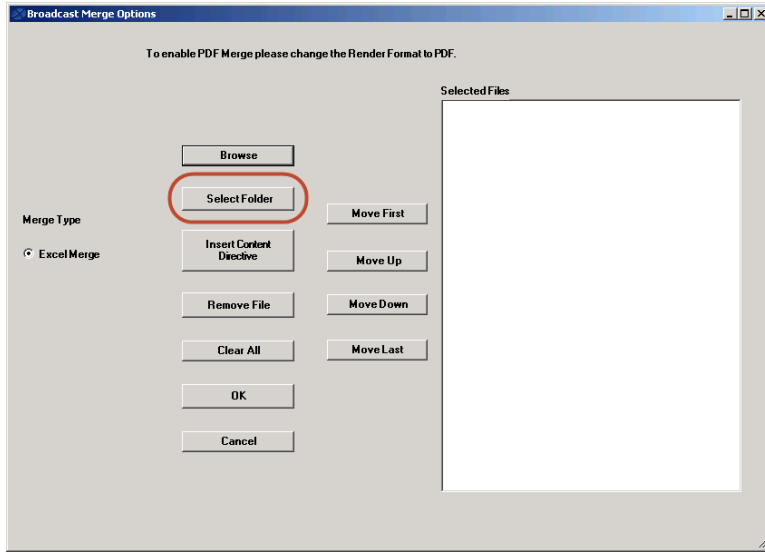 Broadcast Merge Options
To enable PDF Merge please change the Render Format to PDF.
Selected Files
Browse
Select Folder
Move First
Merge Type
Insert Content
Directive
Excel Merge
Move Up
Remove File
Move Down
Clear All
Move Last
OK
Cancel